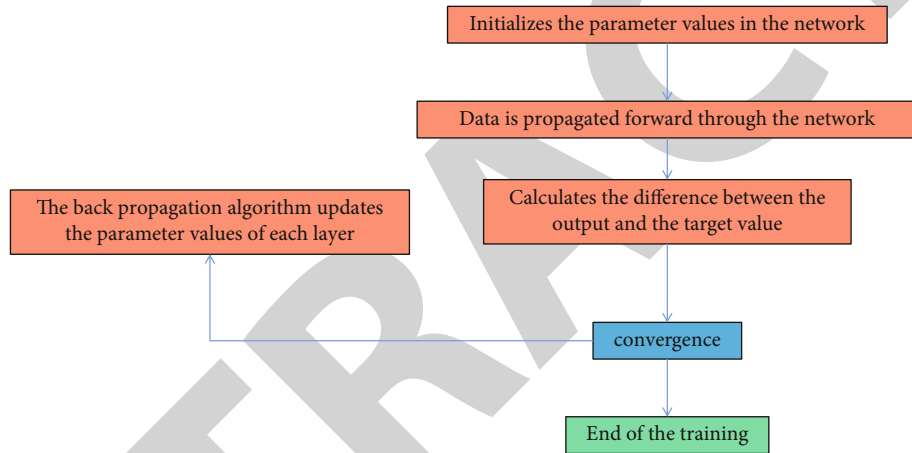 Initializes the parameter values in the network
Data is propagated forward through the network
Calculates the difference between the
output and the target value
The back propagation algorithm updates
the parameter values of each layer
convergence
End of the training